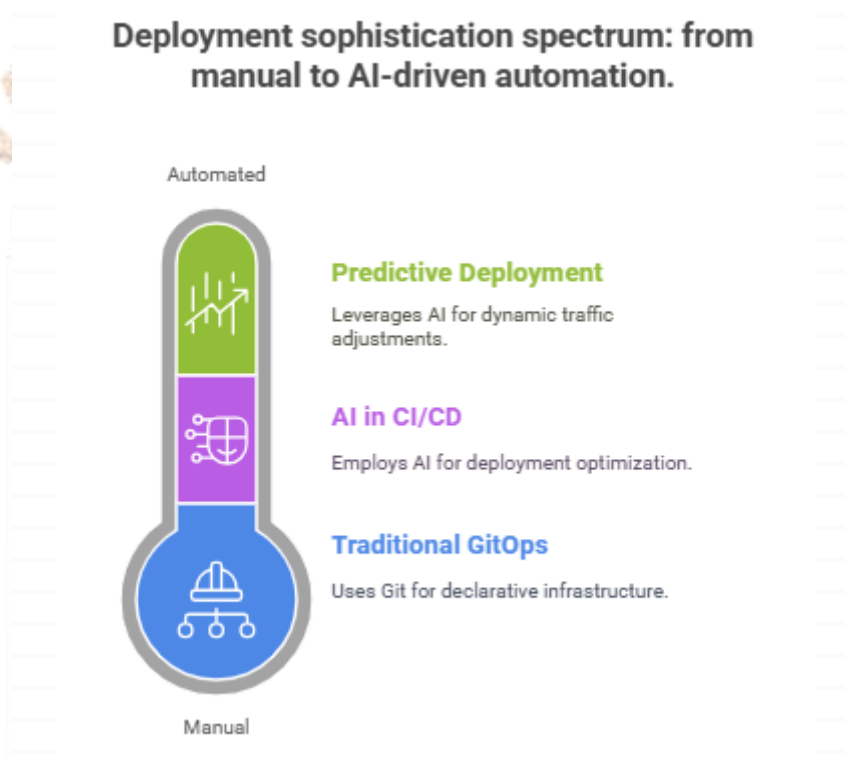 Deployment sophistication spectrum: from
manual to AI-driven automation.
Automated
Predictive Deployment
Leverages AI for dynamic traffic
adjustments.
AI in CI/CD
Employs AI for deployment optimization.
Traditional GitOps
Uses Git for declarative infrastructure.
Manual